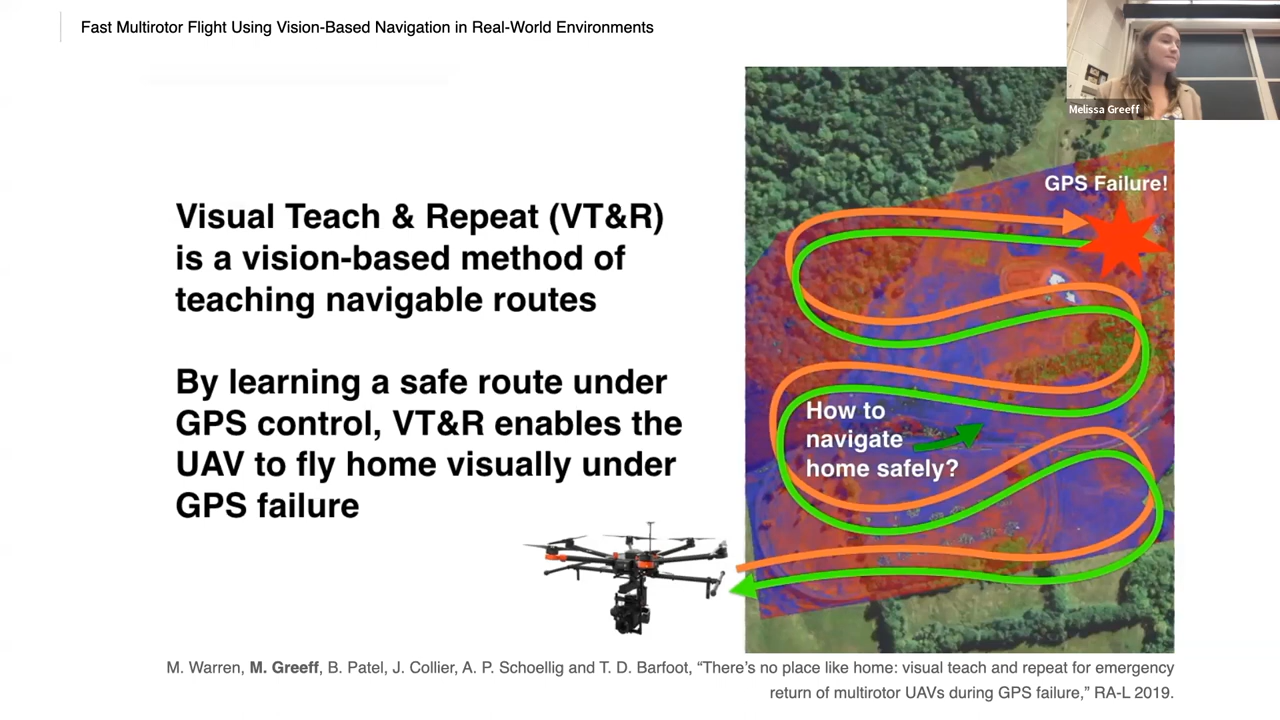 Fast Multirotor Flight Using Vision-Based Navigation in Real-World Environments
Melissa Greeff
Visual Teach & Repeat (VT&R)
is a vision-based method of
teaching navigable routes
By learning a safe route under
GPS control, VT&R enables the
UAV to fly home visually under
GPS failure
GPS Failure!
How to
navigate
home safely?
M. Warren, M. Greeff, B. Patel, J. Collier, A. P. Schoellig and T. D. Barfoot, “There’s no place like home: visual teach and repeat for emergency
return of multirotor UAVs during GPS failure,” RA-L 2019.